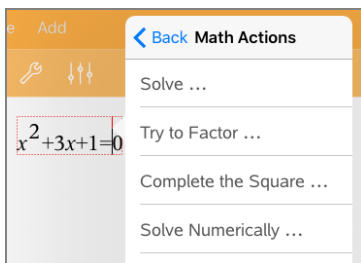 e Add
Back Math Actions
Solve ...
x²+3x+1=0
Try to Factor ...
Complete the Square ...
Solve Numerically ...